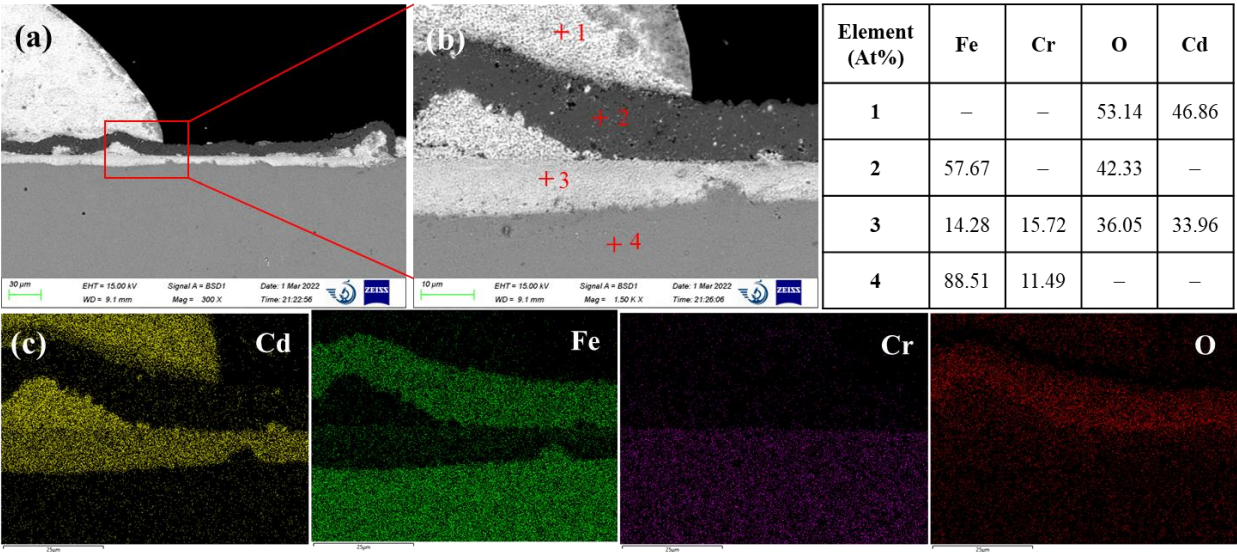 (a)
30 µm
EHT = 15.00 kV
WD = 9.1 mm
Signal A = BSD1
Mag = 300 X
Date: 1 Mar 2022
Time: 21:22:56
ZEISS
(b)
1
2
3
4
10 µm
EHT = 15.00 kV
WD = 9.1 mm
Signal A = BSD1
Mag = 1.50 K X
Date: 1 Mar 2022
Time: 21:26:06
ZEISS
Element (At%) Fe Cr O Cd
1 – – 53.14 46.86
2 57.67 – 42.33 –
3 14.28 15.72 36.05 33.96
4 88.51 11.49 – –
(c)
Cd
Fe
Cr
O
25µm
25µm
25µm
25µm